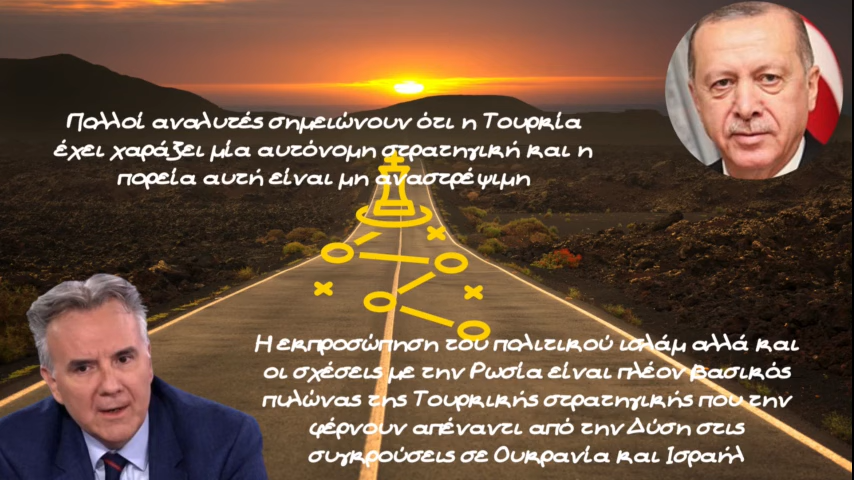 Πολλοί αναλυτές σημειώνουν ότι η Τουρκία
έχει χαράξει μία αυτόνομη στρατηγική και η
πορεία αυτή είναι μη αναστρέψιμη
Η εκπροσώπηση του πολιτικού ισλάμ αλλά και
οι σχέσεις με την Ρωσία είναι πλέον βασικός
πυλώνας της Τουρκικής στρατηγικής που την
φέρνουν απέναντι από την Δύση στις
συγκρούσεις σε Ουκρανία και Ισραήλ